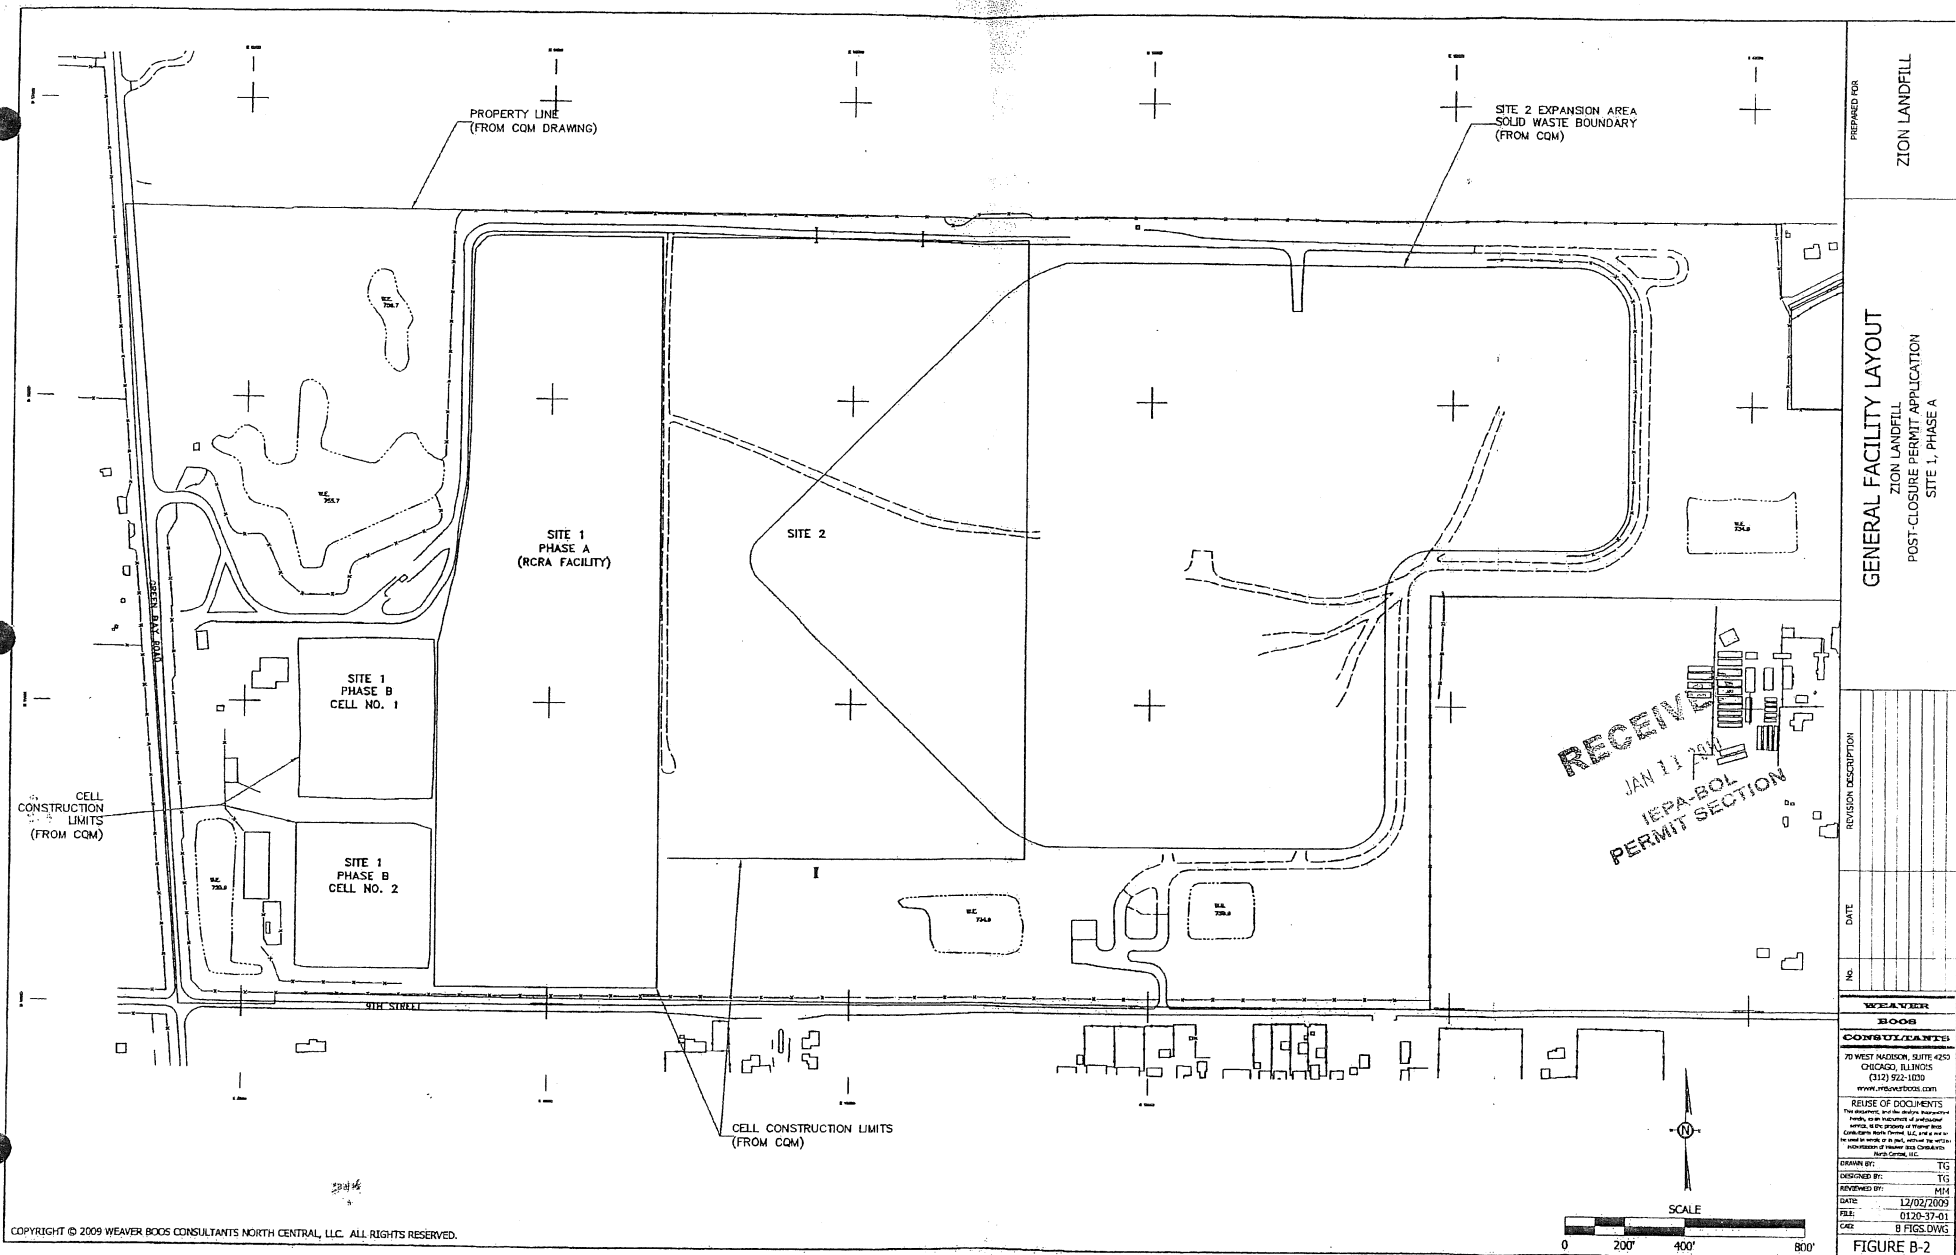 PROPERTY LINE
(FROM CQM DRAWING)
SITE 2 EXPANSION AREA
SOLID WASTE BOUNDARY
(FROM CQM)
SITE 1
PHASE A
(RCRA FACILITY)
SITE 2
GREEN BAY ROAD
SITE 1
PHASE B
CELL NO. 1
CELL
CONSTRUCTION
LIMITS
(FROM CQM)
SITE 1
PHASE B
CELL NO. 2
9TH STREET
CELL CONSTRUCTION LIMITS
(FROM CQM)
RECEIVE
JAN 11
IEPA-BOL
PERMIT SECTION
N
SCALE
0 200' 400' 800'
COPYRIGHT © 2009 WEAVER BOOS CONSULTANTS NORTH CENTRAL, LLC. ALL RIGHTS RESERVED.
PREPARED FOR
ZION LANDFILL
GENERAL FACILITY LAYOUT
ZION LANDFILL
POST-CLOSURE PERMIT APPLICATION
SITE 1, PHASE A
REVISION DESCRIPTION
DATE
No.
WEAVER
BOOS
CONSULTANTS
70 WEST MADISON, SUITE 4250
CHICAGO, ILLINOIS
(312) 922-1030
www.weaverboos.com
REUSE OF DOCUMENTS
DRAWN BY: TG
DESIGNED BY: TG
REVIEWED BY: MM
DATE: 12/02/2009
FILE: 0120-37-01
CAD: B FIGS.DWG
FIGURE B-2